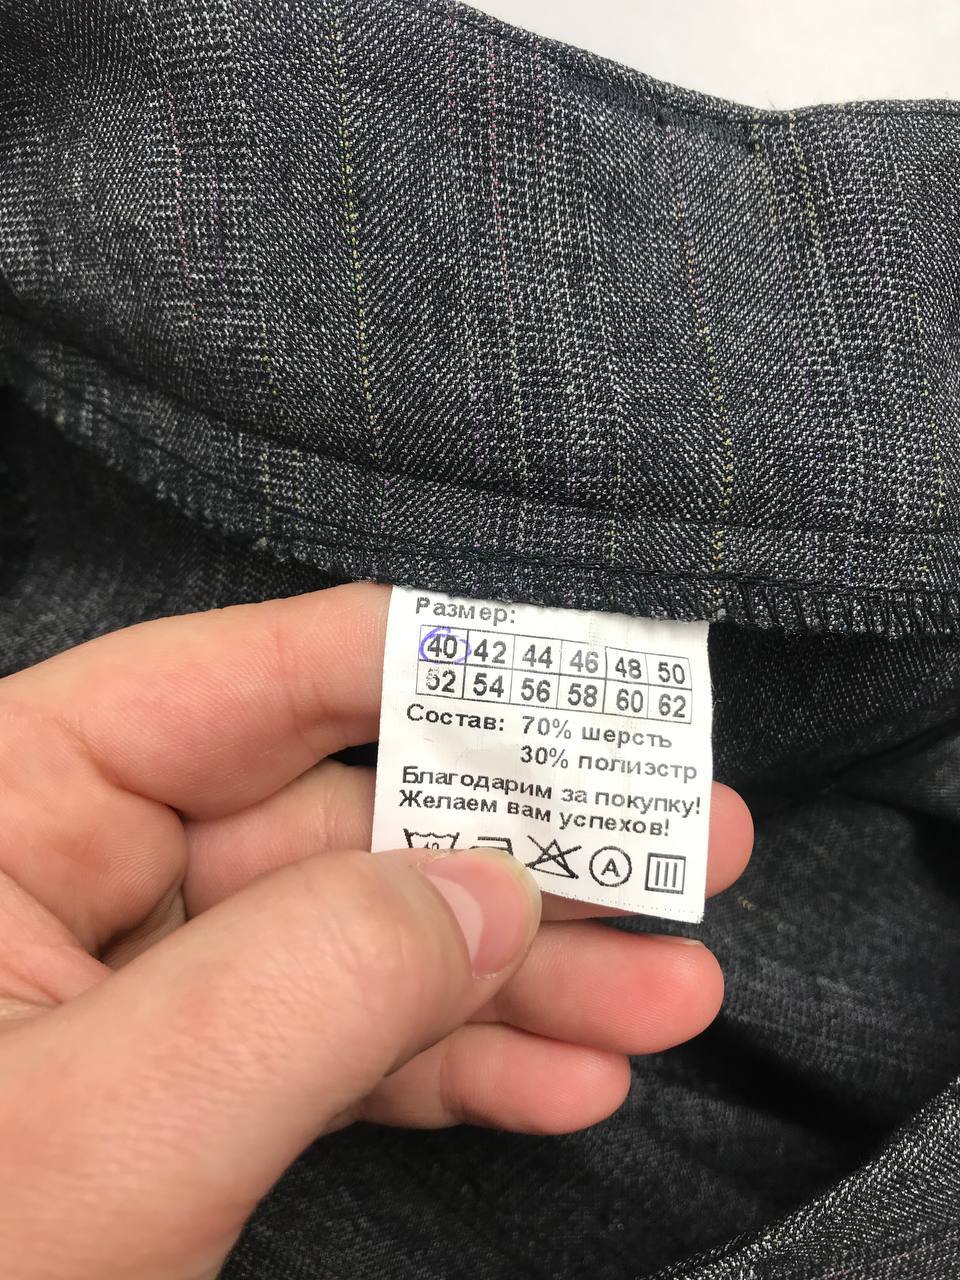 Размер:
40 42 44 46 48 50
52 54 56 58 60 62
Состав: 70% шерсть
30% полиэстр
Благодарим за покупку!
Желаем вам успехов!
A